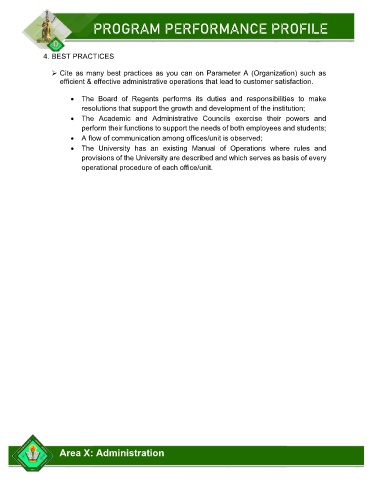 PROGRAM PERFORMANCE PROFILE
4. BEST PRACTICES
➢ Cite as many best practices as you can on Parameter A (Organization) such as
efficient & effective administrative operations that lead to customer satisfaction.
• The Board of Regents performs its duties and responsibilities to make
resolutions that support the growth and development of the institution;
• The Academic and Administrative Councils exercise their powers and
perform their functions to support the needs of both employees and students;
• A flow of communication among offices/unit is observed;
• The University has an existing Manual of Operations where rules and
provisions of the University are described and which serves as basis of every
operational procedure of each office/unit.
Area X: Administration